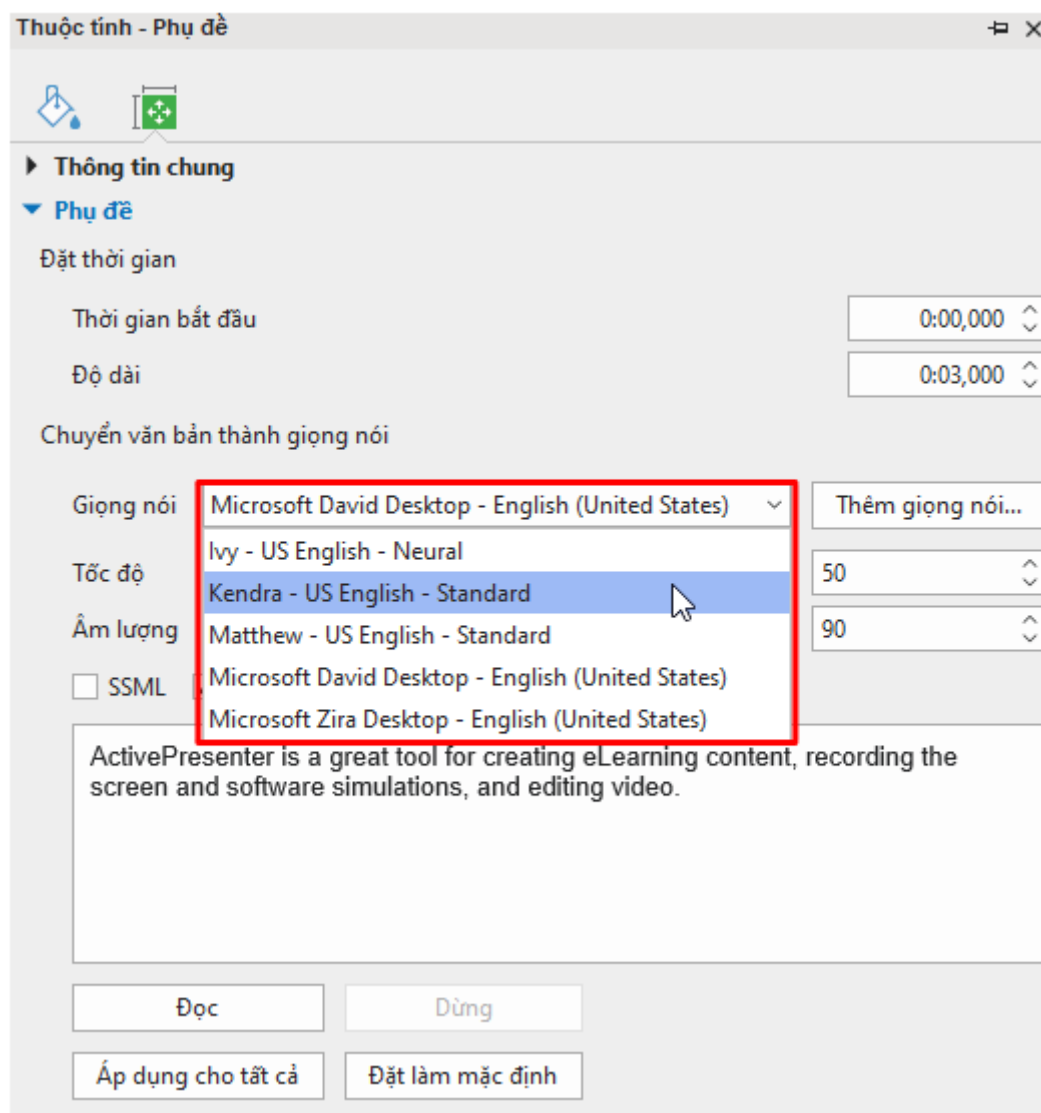 Thuộc tính - Phụ đề
Thông tin chung
Phụ đề
Đặt thời gian
Thời gian bắt đầu 0:00,000
Độ dài 0:03,000
Chuyển văn bản thành giọng nói
Giọng nói Microsoft David Desktop - English (United States) Thêm giọng nói...
Ivy - US English - Neural
Tốc độ 50
Kendra - US English - Standard
Âm lượng Matthew - US English - Standard 90
Microsoft David Desktop - English (United States)
SSML
Microsoft Zira Desktop - English (United States)
ActivePresenter is a great tool for creating eLearning content, recording the
screen and software simulations, and editing video.
Đọc Dừng
Áp dụng cho tất cả Đặt làm mặc định